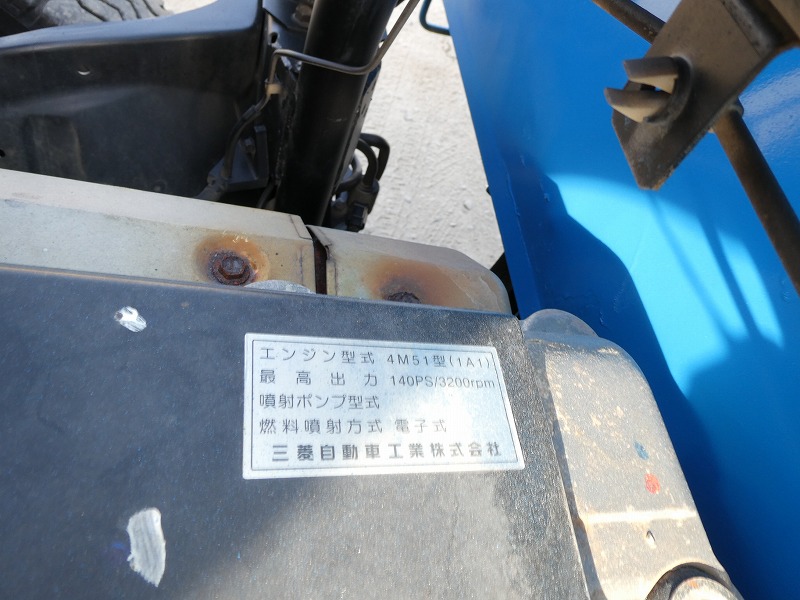 エンジン型式 4M51型(1A1)
最高出力 140PS/3200rpm
噴射ポンプ型式
燃料噴射方式 電子式
三菱自動車工業株式会社